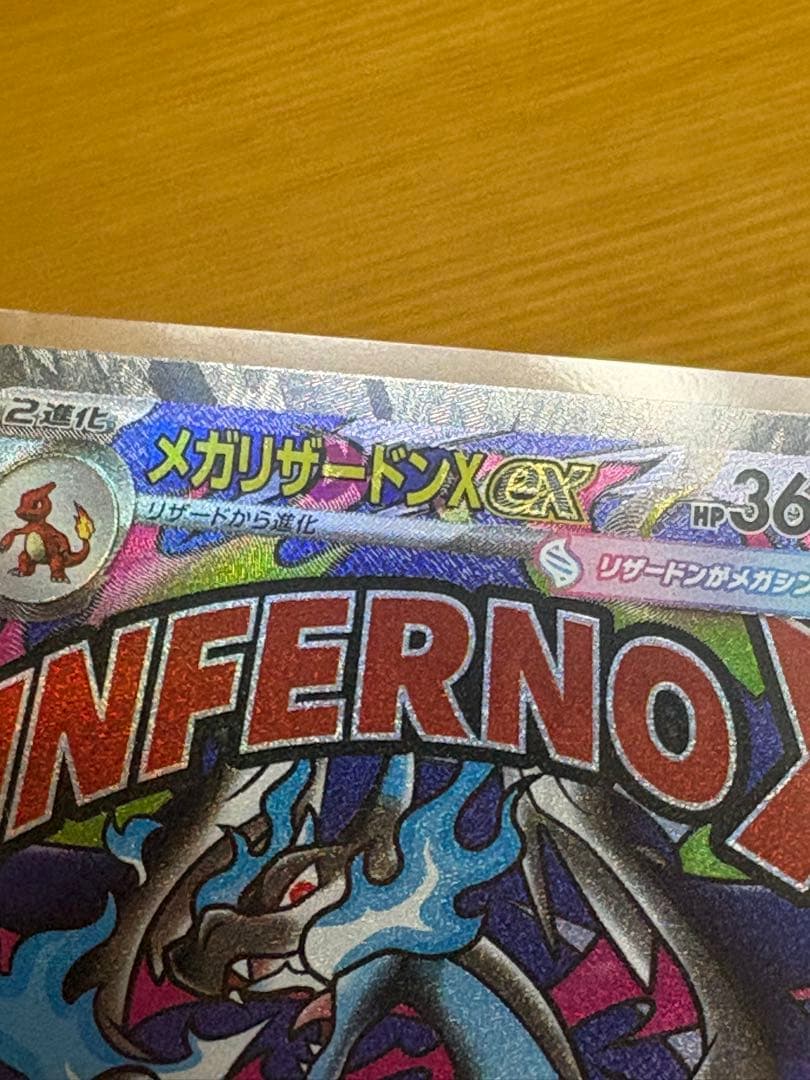 2進化
メガリザードンXex
HP36
リザードから進化
リザードンがメガシン
INFERNOX